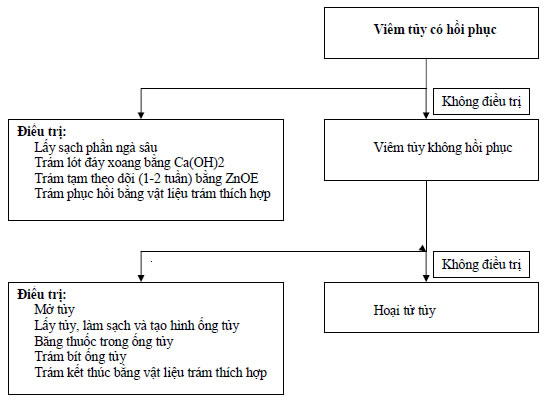 Viêm tủy có hồi phục
Không điều trị
Điều trị:
Lấy sạch phần ngà sâu
Trám lót đáy xoang bằng Ca(OH)2
Trám tạm theo dõi (1-2 tuần) bằng ZnOE
Trám phục hồi bằng vật liệu trám thích hợp
Viêm tủy không hồi phục
Không điều trị
Điều trị:
Mở tủy
Lấy tủy, làm sạch và tạo hình ống tủy
Băng thuốc trong ống tủy
Trám bít ống tủy
Trám kết thúc bằng vật liệu trám thích hợp
Hoại tử tủy